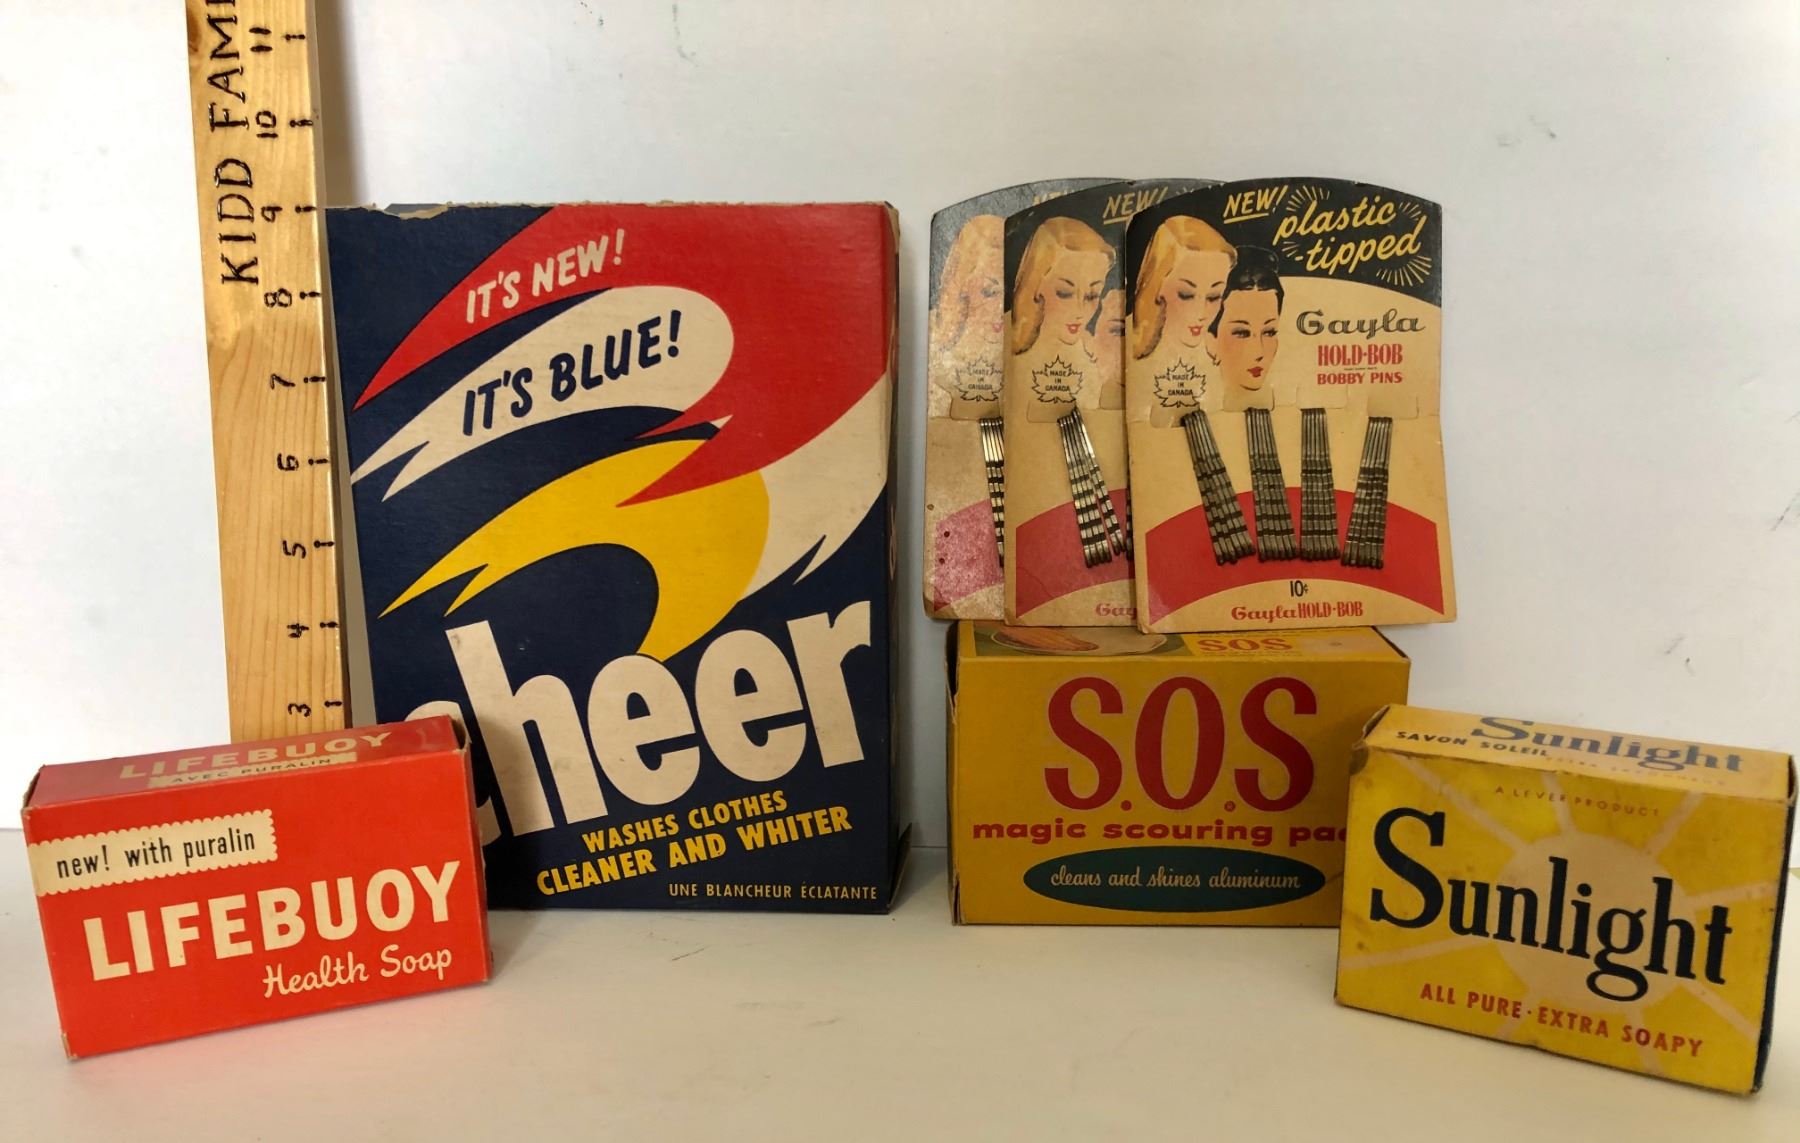 KIDD FAMI
11
10
9
8
7
6
5
4
3
IT'S NEW!
IT'S BLUE!
cheer
WASHES CLOTHES
CLEANER AND WHITER
UNE BLANCHEUR ÉCLATANTE
LIFEBUOY
AVEC PURALIN
new! with puralin
LIFEBUOY
Health Soap
NEW!
MADE
IN
CANADA
NEW!
MADE
IN
CANADA
Gay
NEW!
plastic
-tipped
Gayla
HOLD-BOB
BOBBY PINS
MADE
IN
CANADA
10¢
Gayla HOLD-BOB
S.O.S
S.O.S
magic scouring pa
cleans and shines aluminum
Sunlight
SAVON SOLEIL
A LEVER PRODUCT
Sunlight
ALL PURE · EXTRA SOAPY